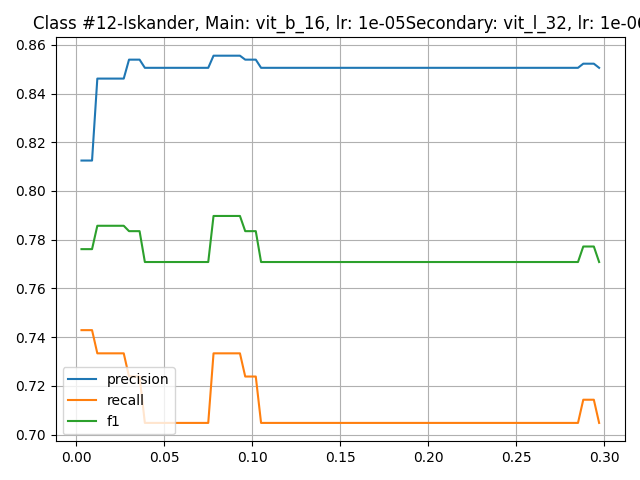 Class #12-Iskander, Main: vit_b_16, lr: 1e-05Secondary: vit_l_32, lr: 1e-06
0.86
0.84
0.82
0.80
0.78
0.76
0.74
0.72
0.70
precision
recall
f1
0.00 0.05 0.10 0.15 0.20 0.25 0.30